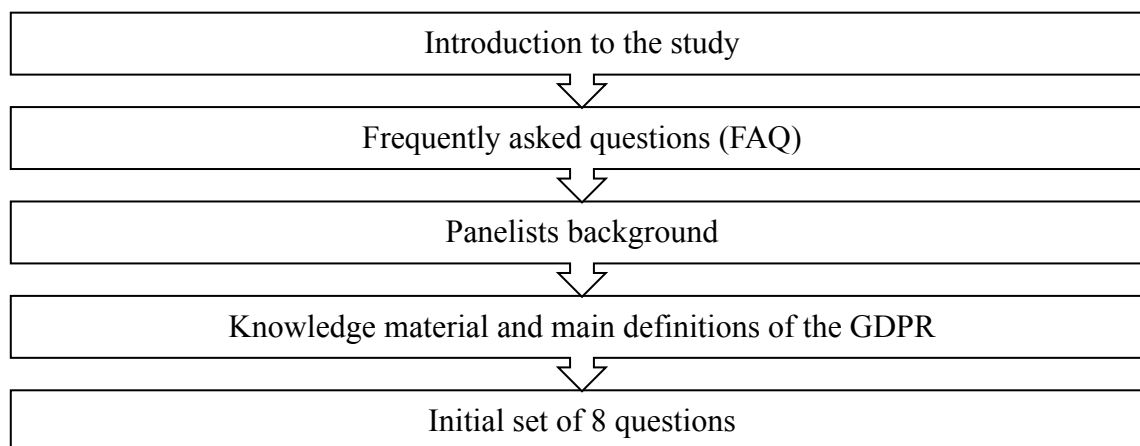 Introduction to the study
Frequently asked questions (FAQ)
Panelists background
Knowledge material and main definitions of the GDPR
Initial set of 8 questions